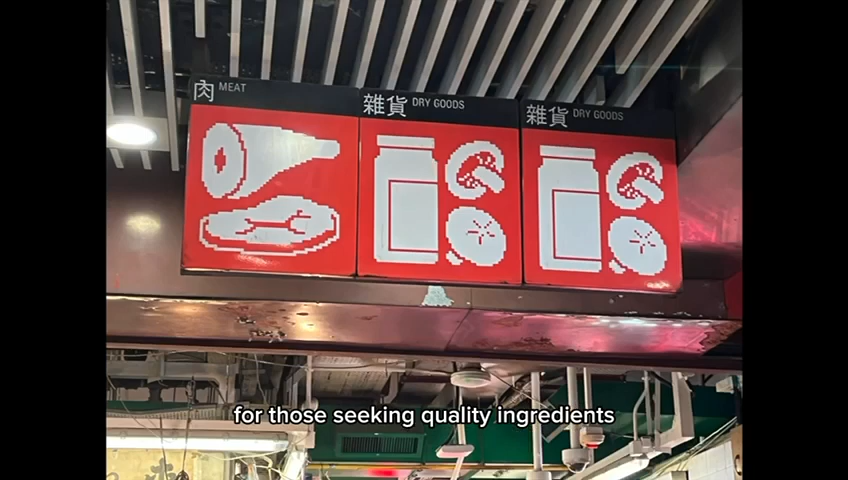 肉 MEAT
雜貨 DRY GOODS
雜貨 DRY GOODS
for those seeking quality ingredients